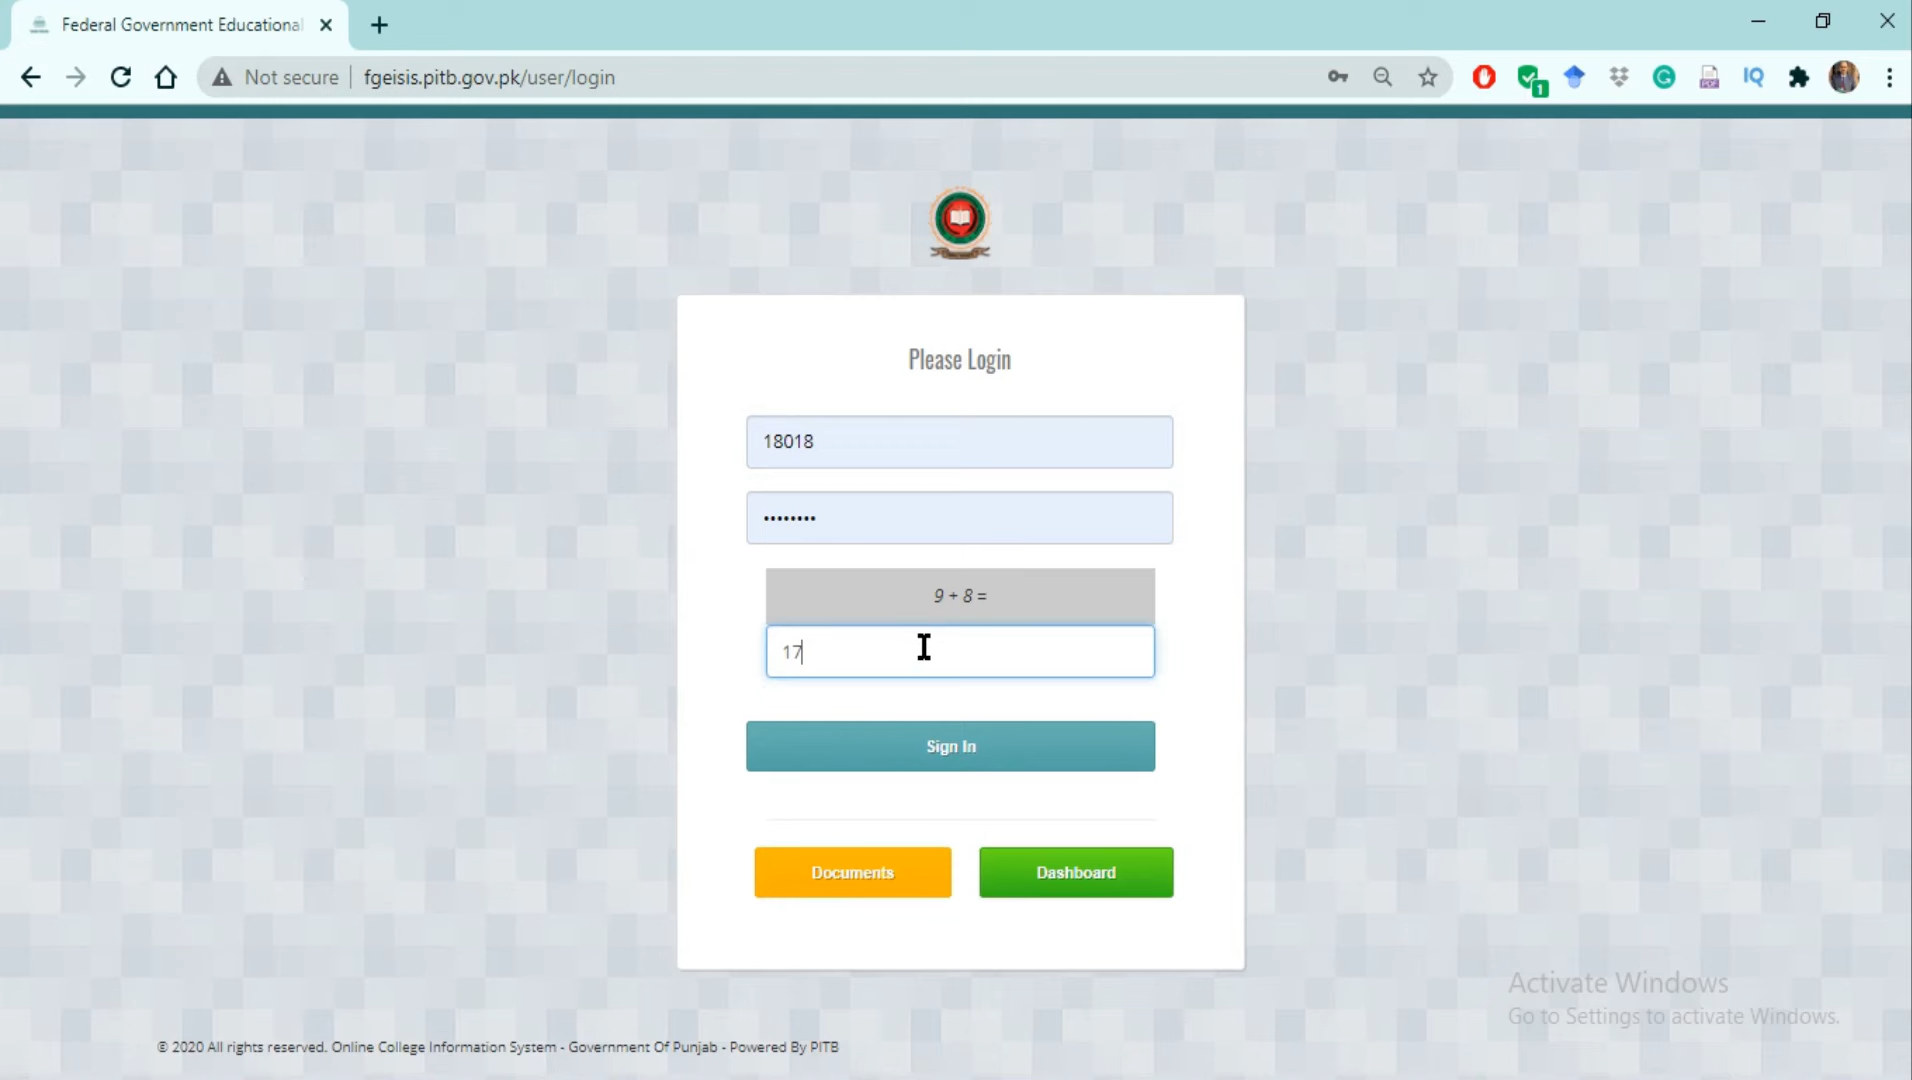 Federal Government Educational
Not secure | fgeisis.pitb.gov.pk/user/login
1
IQ
PDF
Please Login
18018
••••••••
9 + 8 =
17
Sign In
Documents
Dashboard
Activate Windows
Go to Settings to activate Windows.
© 2020 All rights reserved. Online College Information System - Government Of Punjab - Powered By PITB